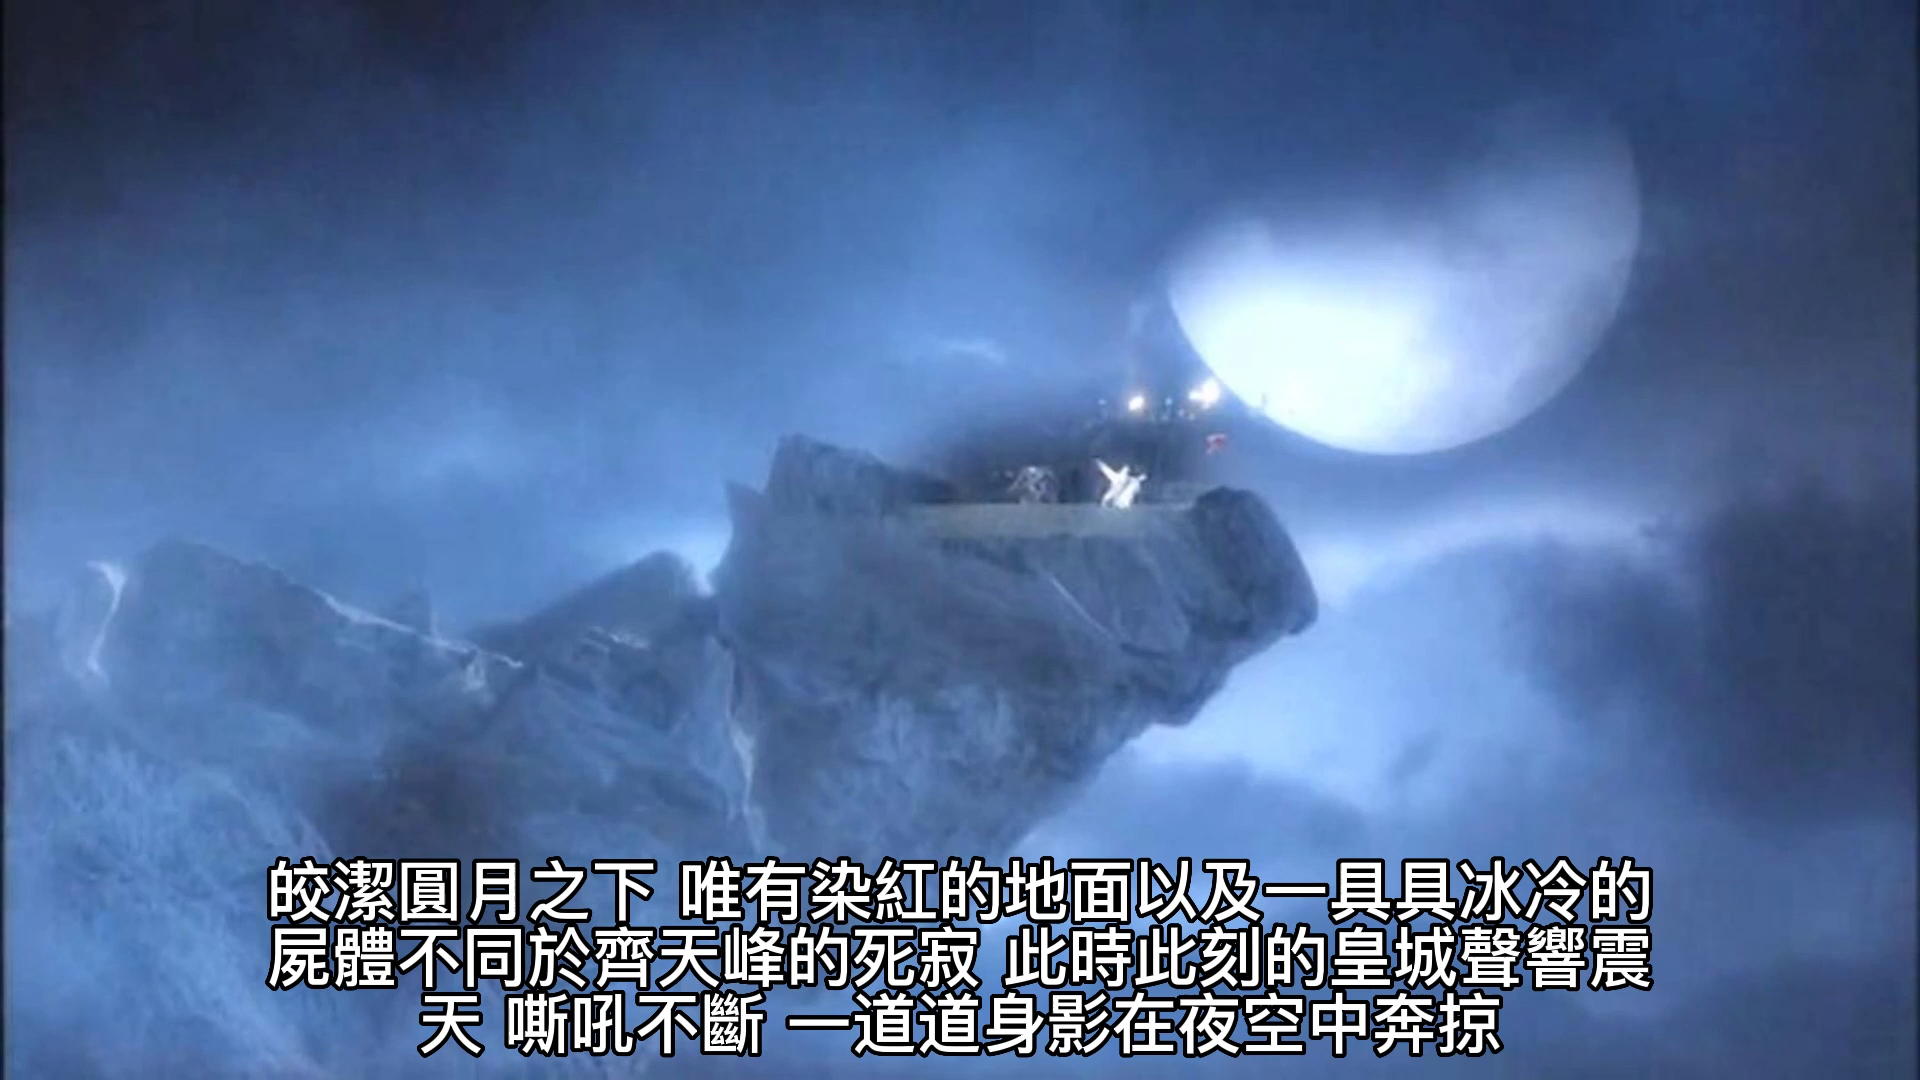 皎潔圓月之下 唯有染紅的地面以及一具具冰冷的
屍體不同於齊天峰的死寂 此時此刻的皇城聲響震
天 嘶吼不斷 一道道身影在夜空中奔掠